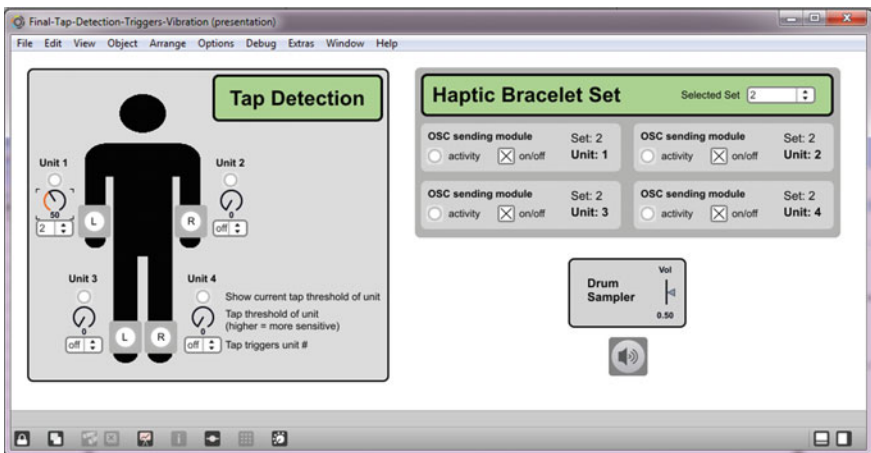 Final-Tap-Detection-Triggers-Vibration (presentation)
File Edit View Object Arrange Options Debug Extras Window Help
Tap Detection
Unit 1
50
2
L
Unit 2
0
off
R
Unit 3
0
off
L
Unit 4
0
off
R
Show current tap threshold of unit
Tap threshold of unit
(higher = more sensitive)
Tap triggers unit #
Haptic Bracelet Set
Selected Set 2
OSC sending module Set: 2
activity on/off Unit: 1
OSC sending module Set: 2
activity on/off Unit: 2
OSC sending module Set: 2
activity on/off Unit: 3
OSC sending module Set: 2
activity on/off Unit: 4
Drum
Sampler
Vol
0.50